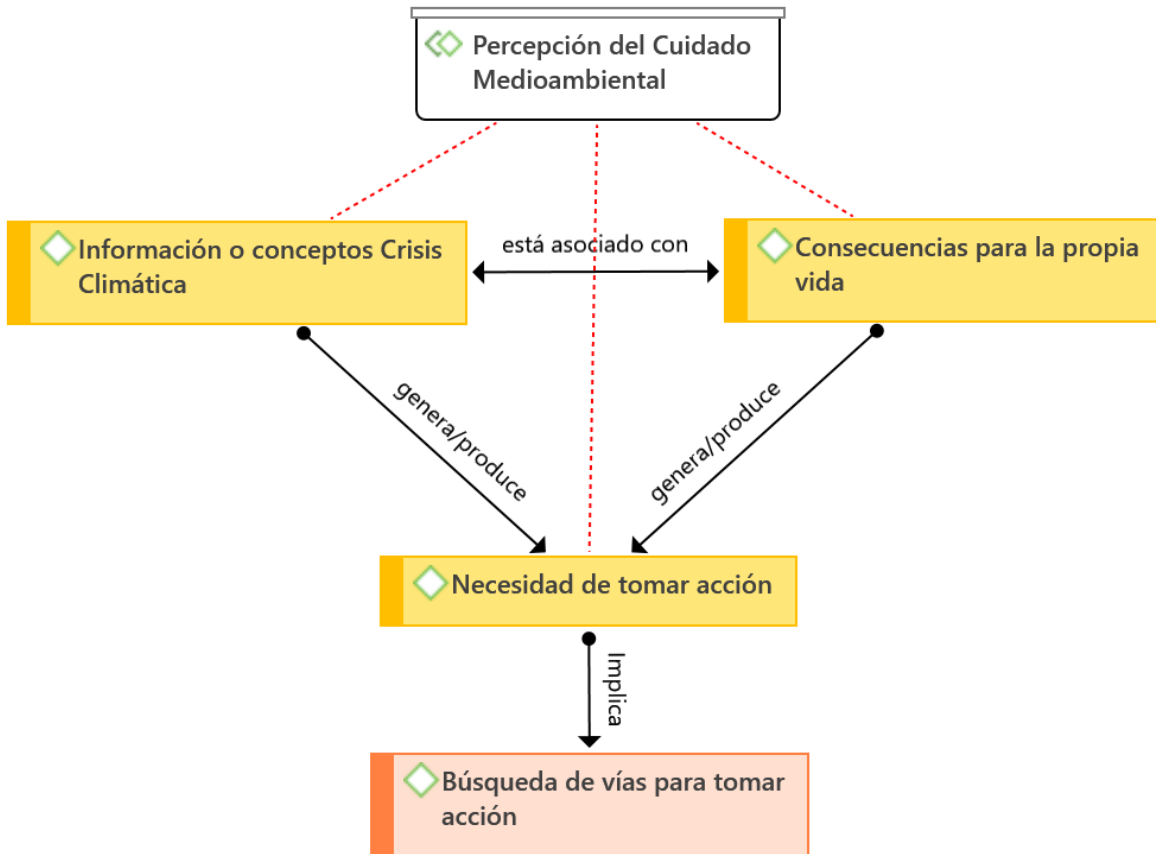 Percepción del Cuidado
Medioambiental
Información o conceptos Crisis
Climática
está asociado con
Consecuencias para la propia
vida
genera/produce
genera/produce
Necesidad de tomar acción
Implica
Búsqueda de vías para tomar
acción